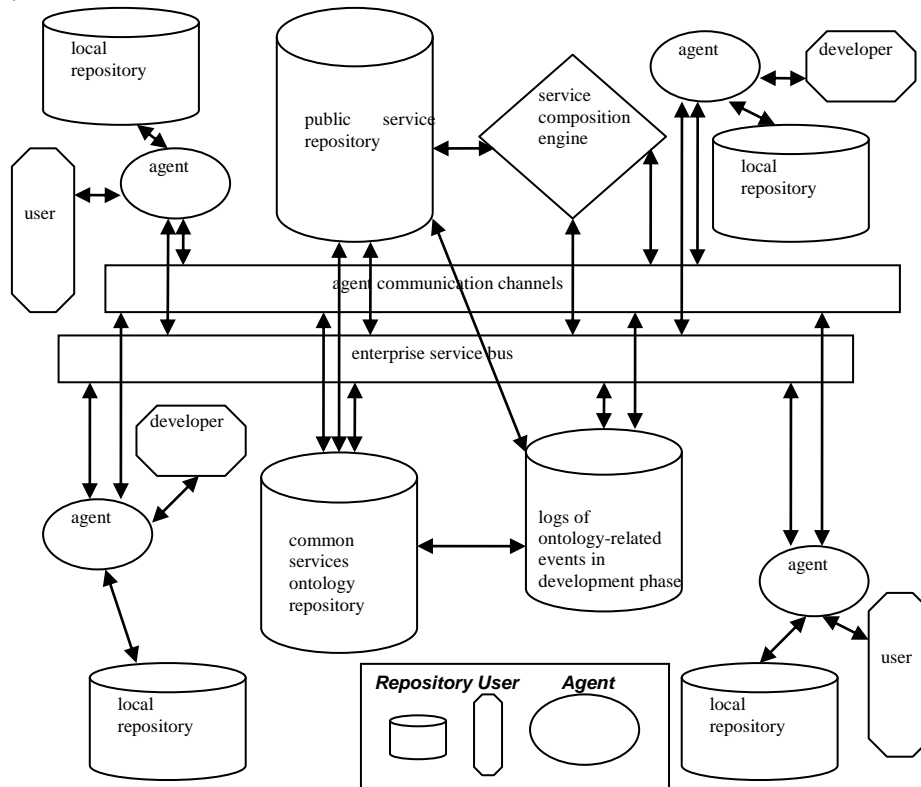 local
repository
public service
repository
service
composition
engine
agent
developer
local
repository
agent
user
agent communication channels
enterprise service bus
developer
agent
common
services
ontology
repository
logs of
ontology-related
events in
development phase
agent
user
local
repository
Repository User Agent
local
repository